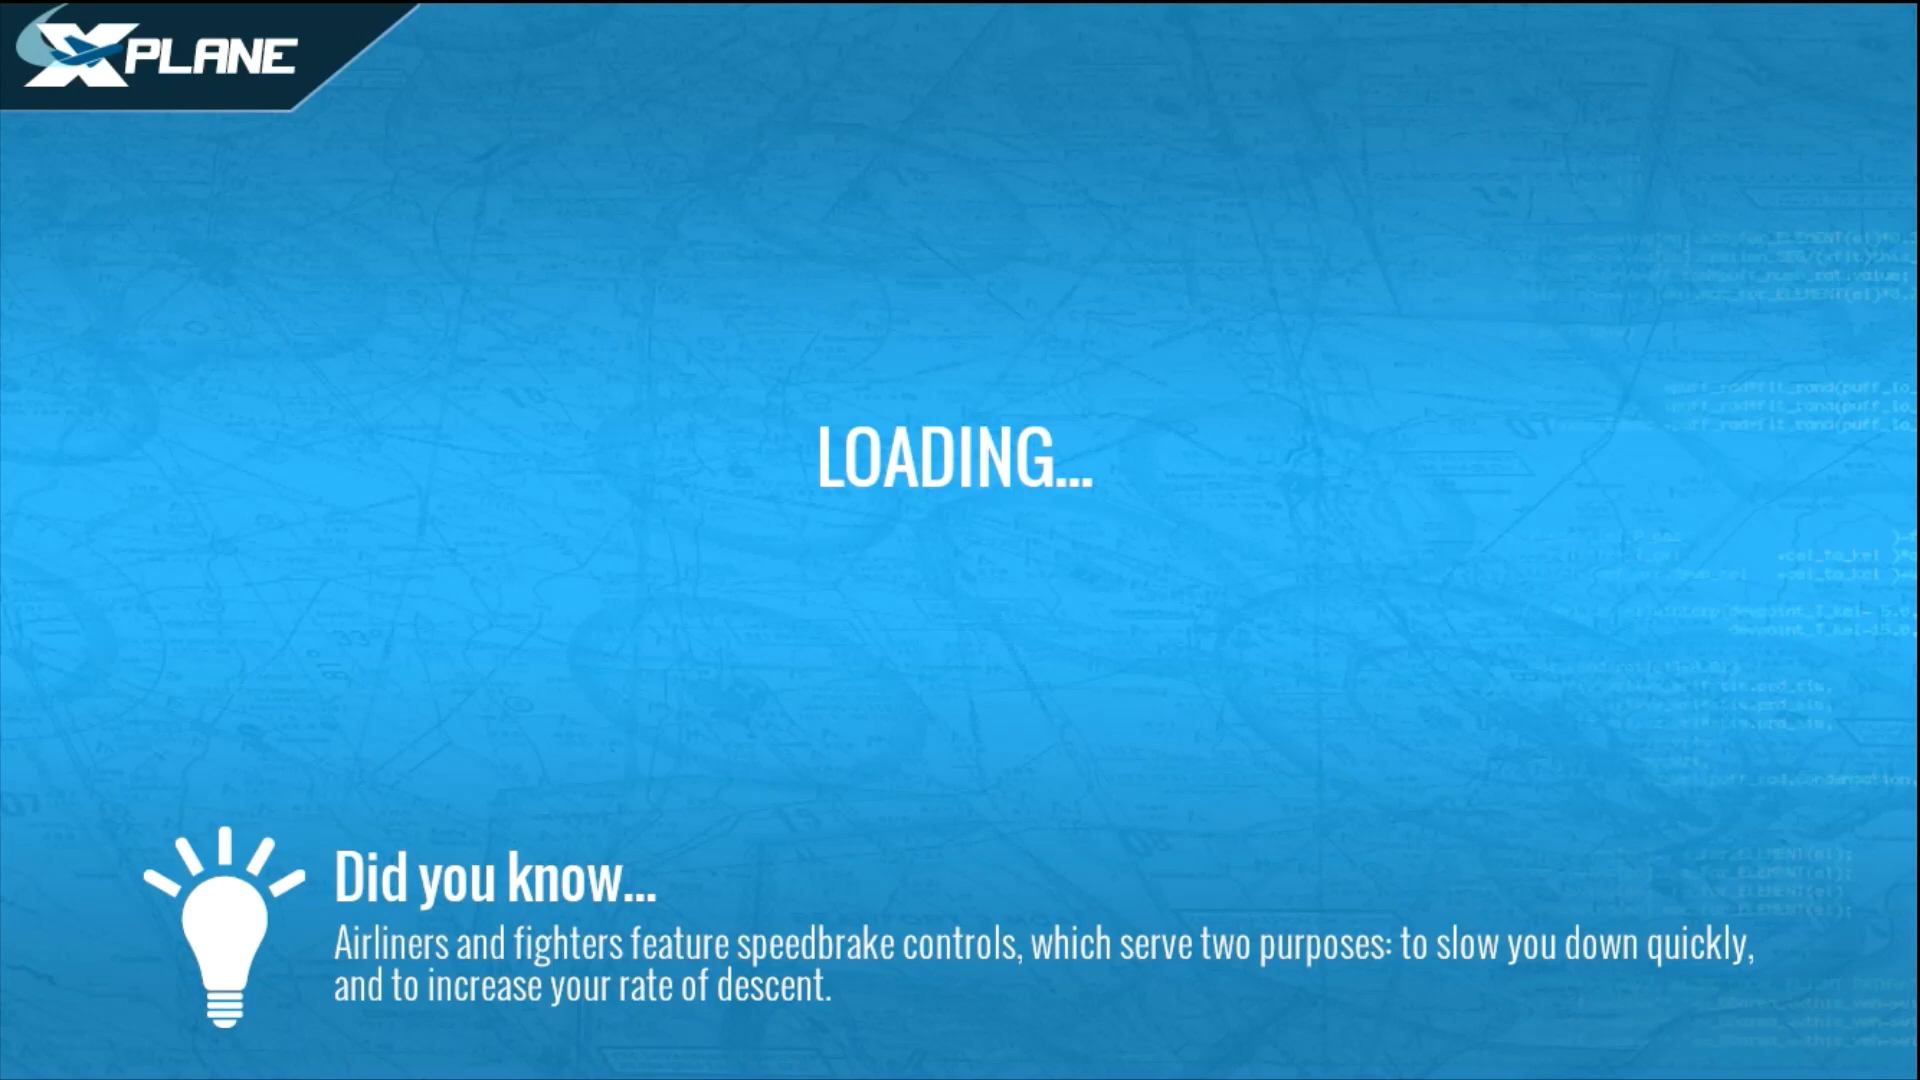 XPLANE
LOADING...
Did you know...
Airliners and fighters feature speedbrake controls, which serve two purposes: to slow you down quickly,
and to increase your rate of descent.